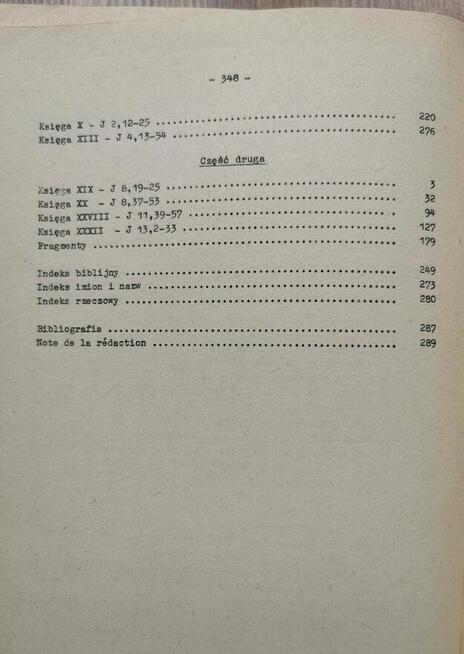 - 348 -
Księga X - J 2,12-25 ........................................ 220
Księga XIII - J 4,13-54 ..................................... 276
Część druga
Księga XIX - J 8,19-25 ...................................... 3
Księga XX - J 8,37-53 ....................................... 32
Księga XXVIII - J 11,39-57 .................................. 94
Księga XXXII - J 13,2-33 .................................... 127
Fragmenty ................................................... 179
Indeks biblijny ............................................. 249
Indeks imion i nazw ......................................... 273
Indeks rzeczowy ............................................. 280
Bibliografia ................................................ 287
Note de la rédaction ........................................ 289